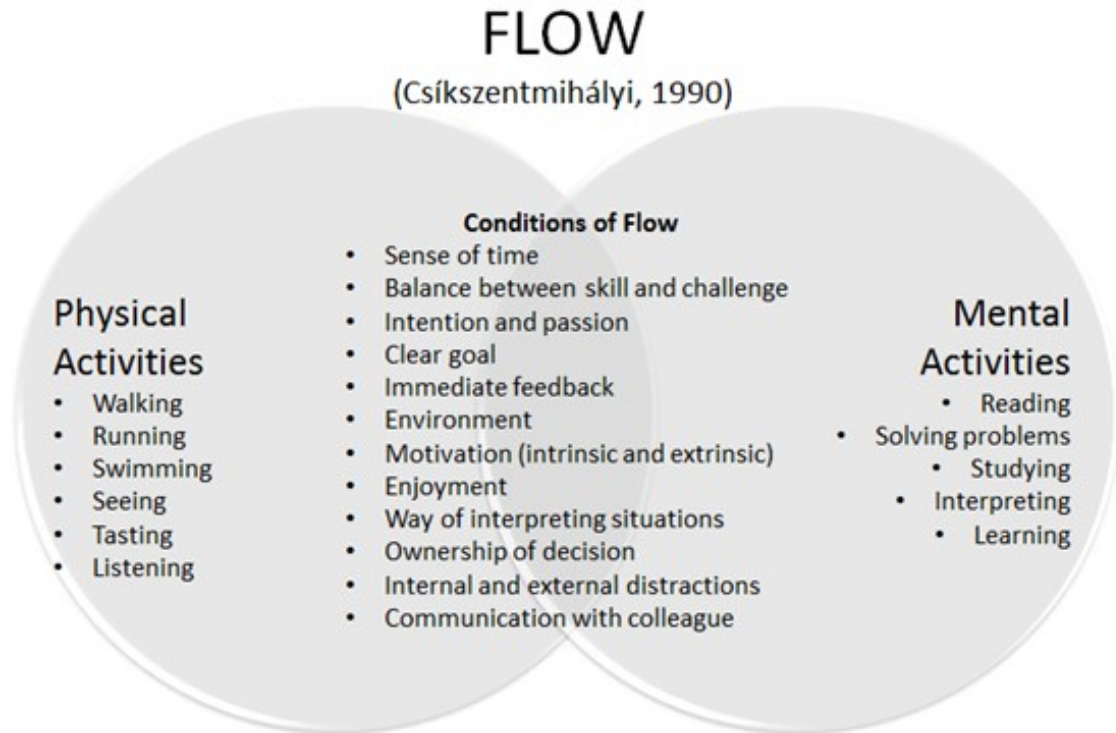 FLOW
(Csíkszentmihályi, 1990)
Physical
Activities
• Walking
• Running
• Swimming
• Seeing
• Tasting
• Listening
Conditions of Flow
• Sense of time
• Balance between skill and challenge
• Intention and passion
• Clear goal
• Immediate feedback
• Environment
• Motivation (intrinsic and extrinsic)
• Enjoyment
• Way of interpreting situations
• Ownership of decision
• Internal and external distractions
• Communication with colleague
Mental
Activities
• Reading
• Solving problems
• Studying
• Interpreting
• Learning